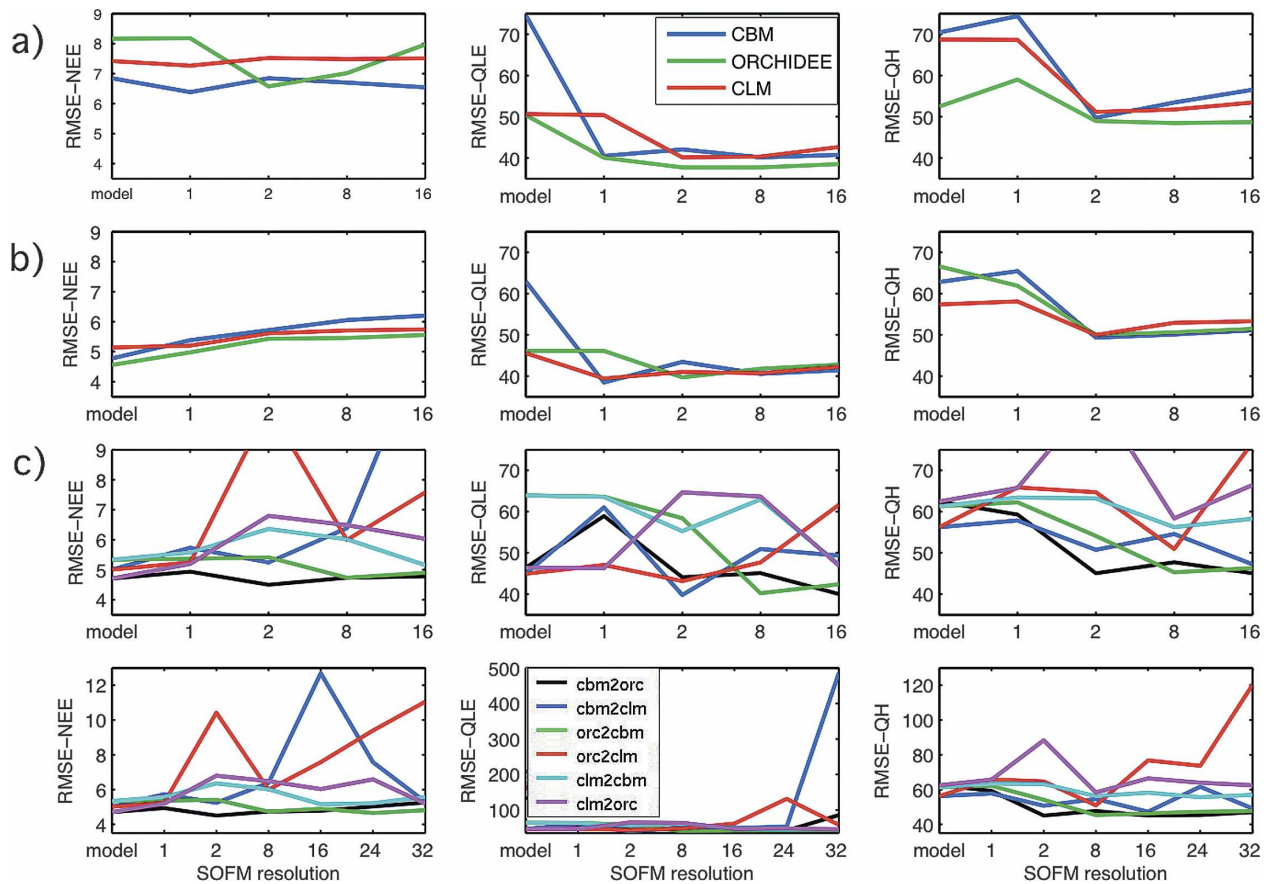 a)
RMSE-NEE
9
8
7
6
5
4
model 1 2 8 16
RMSE-QLE
70
60
50
40
model 1 2 8 16
CBM
ORCHIDEE
CLM
RMSE-QH
70
60
50
40
model 1 2 8 16
b)
RMSE-NEE
9
8
7
6
5
4
model 1 2 8 16
RMSE-QLE
70
60
50
40
model 1 2 8 16
RMSE-QH
70
60
50
40
model 1 2 8 16
c)
RMSE-NEE
9
8
7
6
5
4
model 1 2 8 16
RMSE-QLE
70
60
50
40
model 1 2 8 16
RMSE-QH
70
60
50
40
model 1 2 8 16
RMSE-NEE
12
10
8
6
4
model 1 2 8 16 24 32
SOFM resolution
RMSE-QLE
500
400
300
200
100
model 1 2 8 16 24 32
SOFM resolution
cbm2orc
cbm2clm
orc2cbm
orc2clm
clm2cbm
clm2orc
RMSE-QH
120
100
80
60
40
model 1 2 8 16 24 32
SOFM resolution